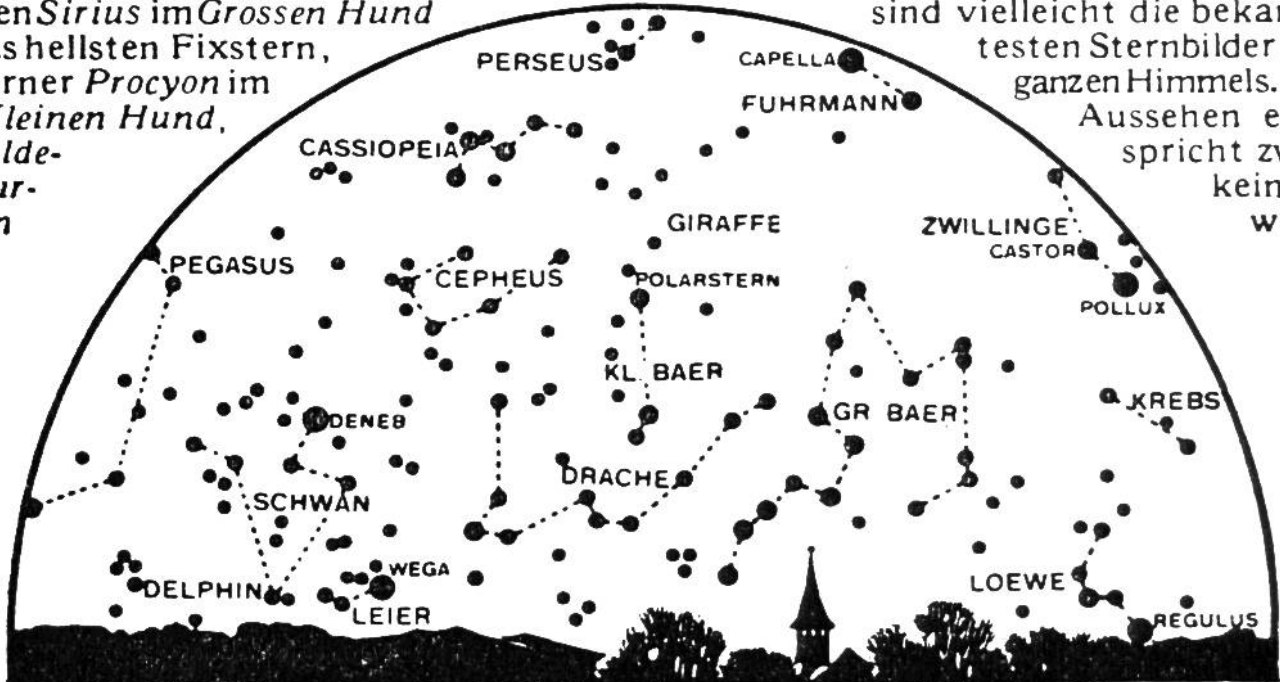 Sirius im Grossen Hund
hellsten Fixstern,
Procyon im
Hund,
sind vielleicht die
testen Sternbilder
ganzen Himmels.
Aussehen
spricht
PERSEUS
CAPELLA
FUHRMANN
CASSIOPEIA
GIRAFFE
ZWILLINGE
CASTOR
PEGASUS
CEPHEUS
POLARSTERN
POLLUX
KL. BAER
KREBS
DENEB
GR BAER
DRACHE
SCHWAN
WEGA
LOEWE
DELPHIN
LEIER
REGULUS